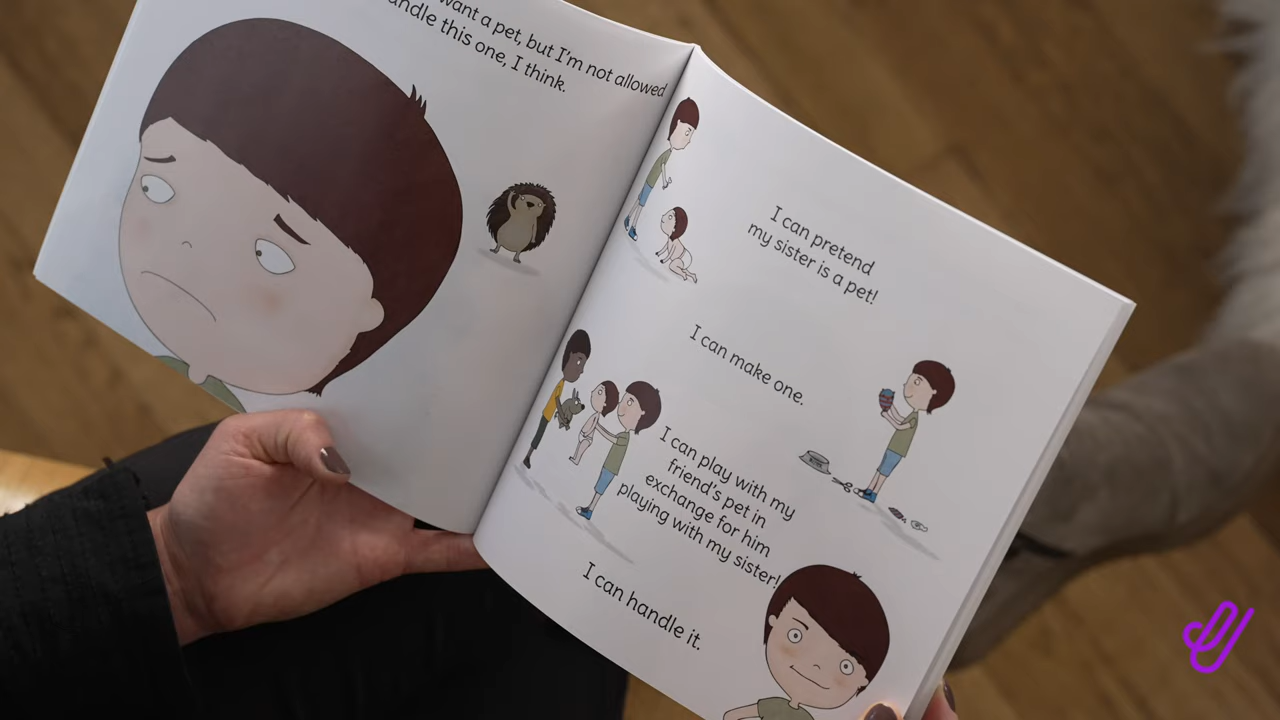 want a pet, but I'm not allowed
handle this one, I think.
I can pretend
my sister is a pet!
I can make one.
I can play with my
friend's pet in
exchange for him
playing with my sister!
I can handle it.